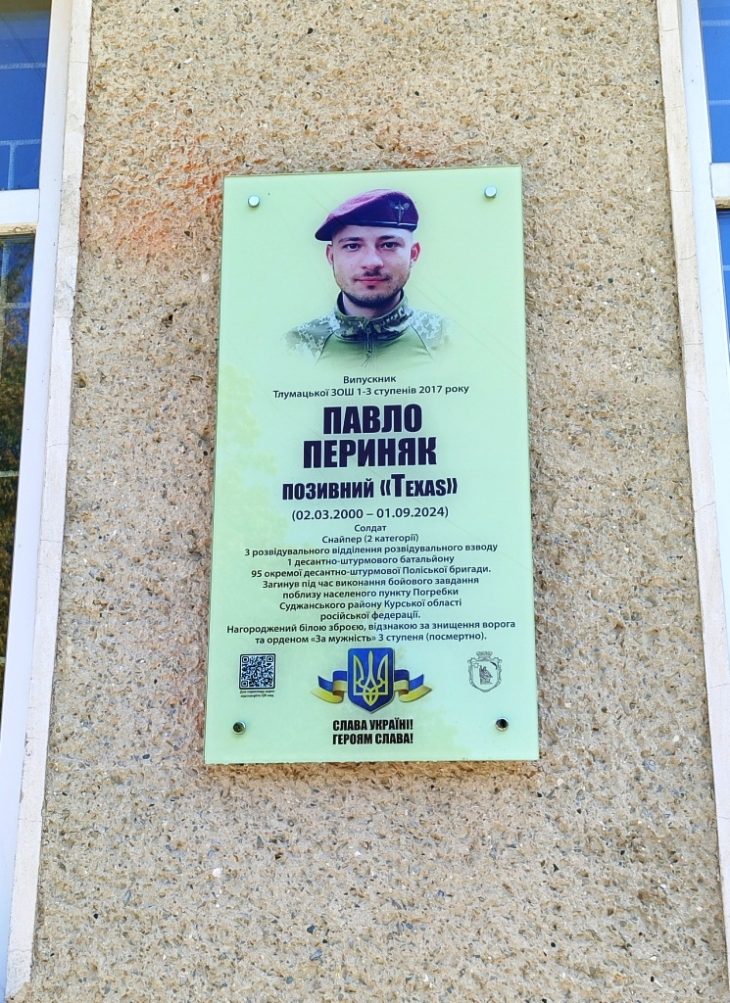 Випускник
Тлумацької ЗОШ 1-3 ступенів 2017 року
ПАВЛО
ПЕРИНЯК
позивний «Texas»
(02.03.2000 – 01.09.2024)
Солдат
Снайпер (2 категорії)
3 розвідувального відділення розвідувального взводу
1 десантно-штурмового батальйону
95 окремої десантно-штурмової Поліської бригади.
Загинув під час виконання бойового завдання
поблизу населеного пункту Погребки
Суджанського району Курської області
російської федерації.
Нагороджений білою зброєю, відзнакою за знищення ворога
та орденом «За мужність» 3 ступеня (посмертно).
СЛАВА УКРАЇНІ!
ГЕРОЯМ СЛАВА!